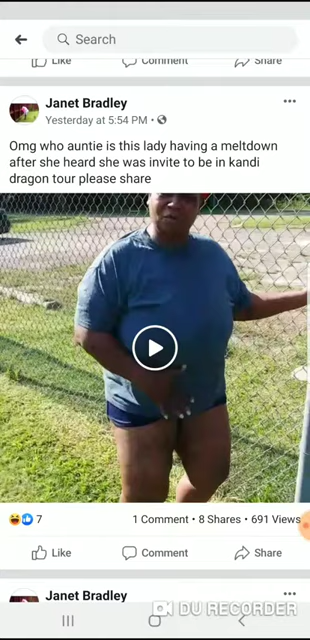 Search
Like Comment Share
Janet Bradley
Yesterday at 5:54 PM •
Omg who auntie is this lady having a meltdown
after she heard she was invite to be in kandi
dragon tour please share
7 1 Comment • 8 Shares • 691 Views
Like Comment Share
Janet Bradley
DU RECORDER